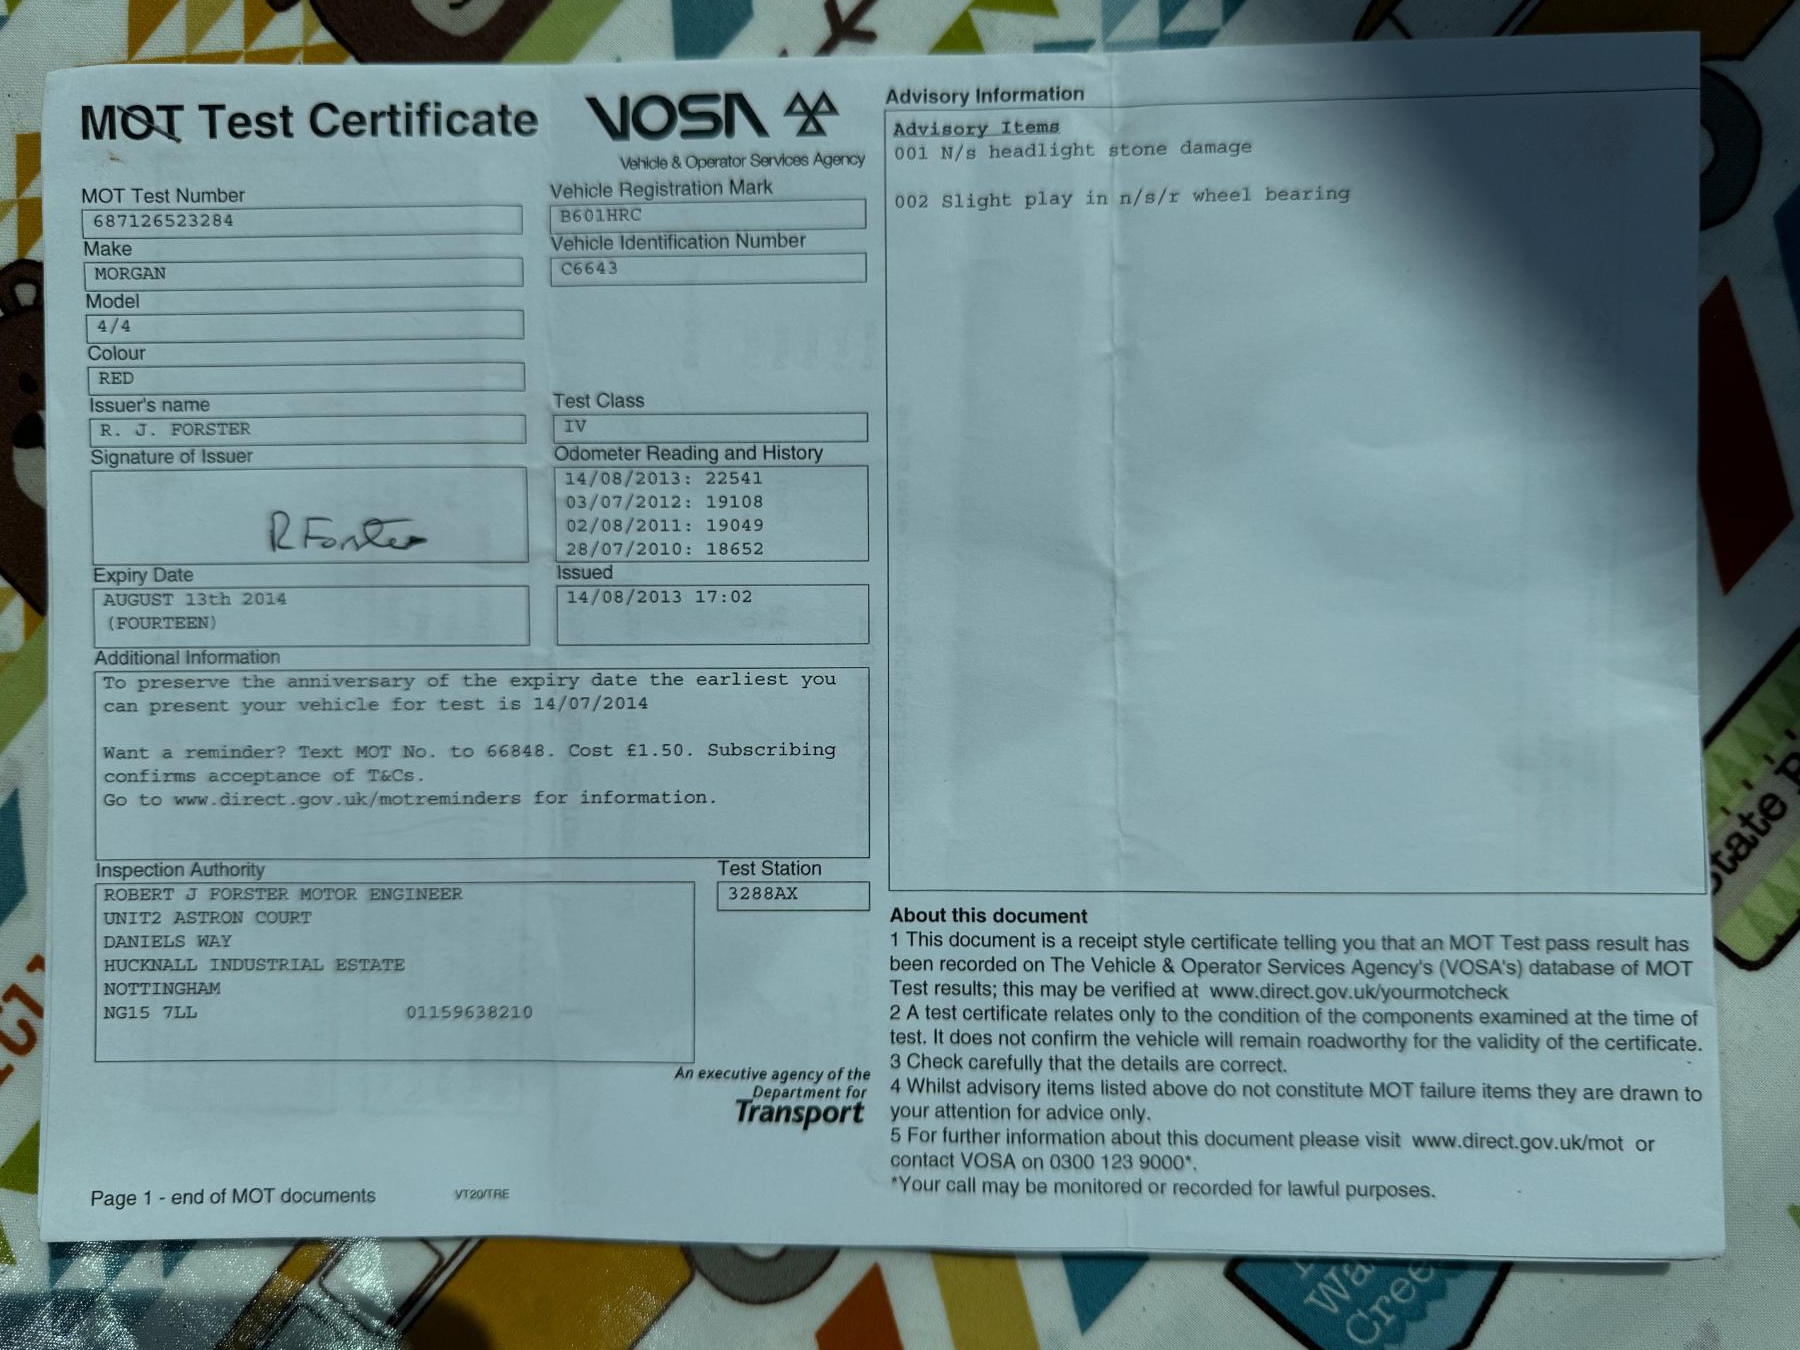 MOT Test Certificate
VOSA
Vehicle & Operator Services Agency
MOT Test Number
687126523284
Vehicle Registration Mark
B601HRC
Make
MORGAN
Vehicle Identification Number
C6643
Model
4/4
Colour
RED
Issuer's name
R. J. FORSTER
Test Class
IV
Signature of Issuer
R Forster
Odometer Reading and History
14/08/2013: 22541
03/07/2012: 19108
02/08/2011: 19049
28/07/2010: 18652
Expiry Date
AUGUST 13th 2014
(FOURTEEN)
Issued
14/08/2013 17:02
Additional Information
To preserve the anniversary of the expiry date the earliest you
can present your vehicle for test is 14/07/2014
Want a reminder? Text MOT No. to 66848. Cost £1.50. Subscribing
confirms acceptance of T&Cs.
Go to www.direct.gov.uk/motreminders for information.
Inspection Authority
ROBERT J FORSTER MOTOR ENGINEER
UNIT2 ASTRON COURT
DANIELS WAY
HUCKNALL INDUSTRIAL ESTATE
NOTTINGHAM
NG15 7LL 01159638210
Test Station
3288AX
An executive agency of the
Department for
Transport
Page 1 - end of MOT documents
VT20/TRE
Advisory Information
Advisory Items
001 N/s headlight stone damage
002 Slight play in n/s/r wheel bearing
About this document
1 This document is a receipt style certificate telling you that an MOT Test pass result has
been recorded on The Vehicle & Operator Services Agency's (VOSA's) database of MOT
Test results; this may be verified at www.direct.gov.uk/yourmotcheck
2 A test certificate relates only to the condition of the components examined at the time of
test. It does not confirm the vehicle will remain roadworthy for the validity of the certificate.
3 Check carefully that the details are correct.
4 Whilst advisory items listed above do not constitute MOT failure items they are drawn to
your attention for advice only.
5 For further information about this document please visit www.direct.gov.uk/mot or
contact VOSA on 0300 123 9000*.
*Your call may be monitored or recorded for lawful purposes.